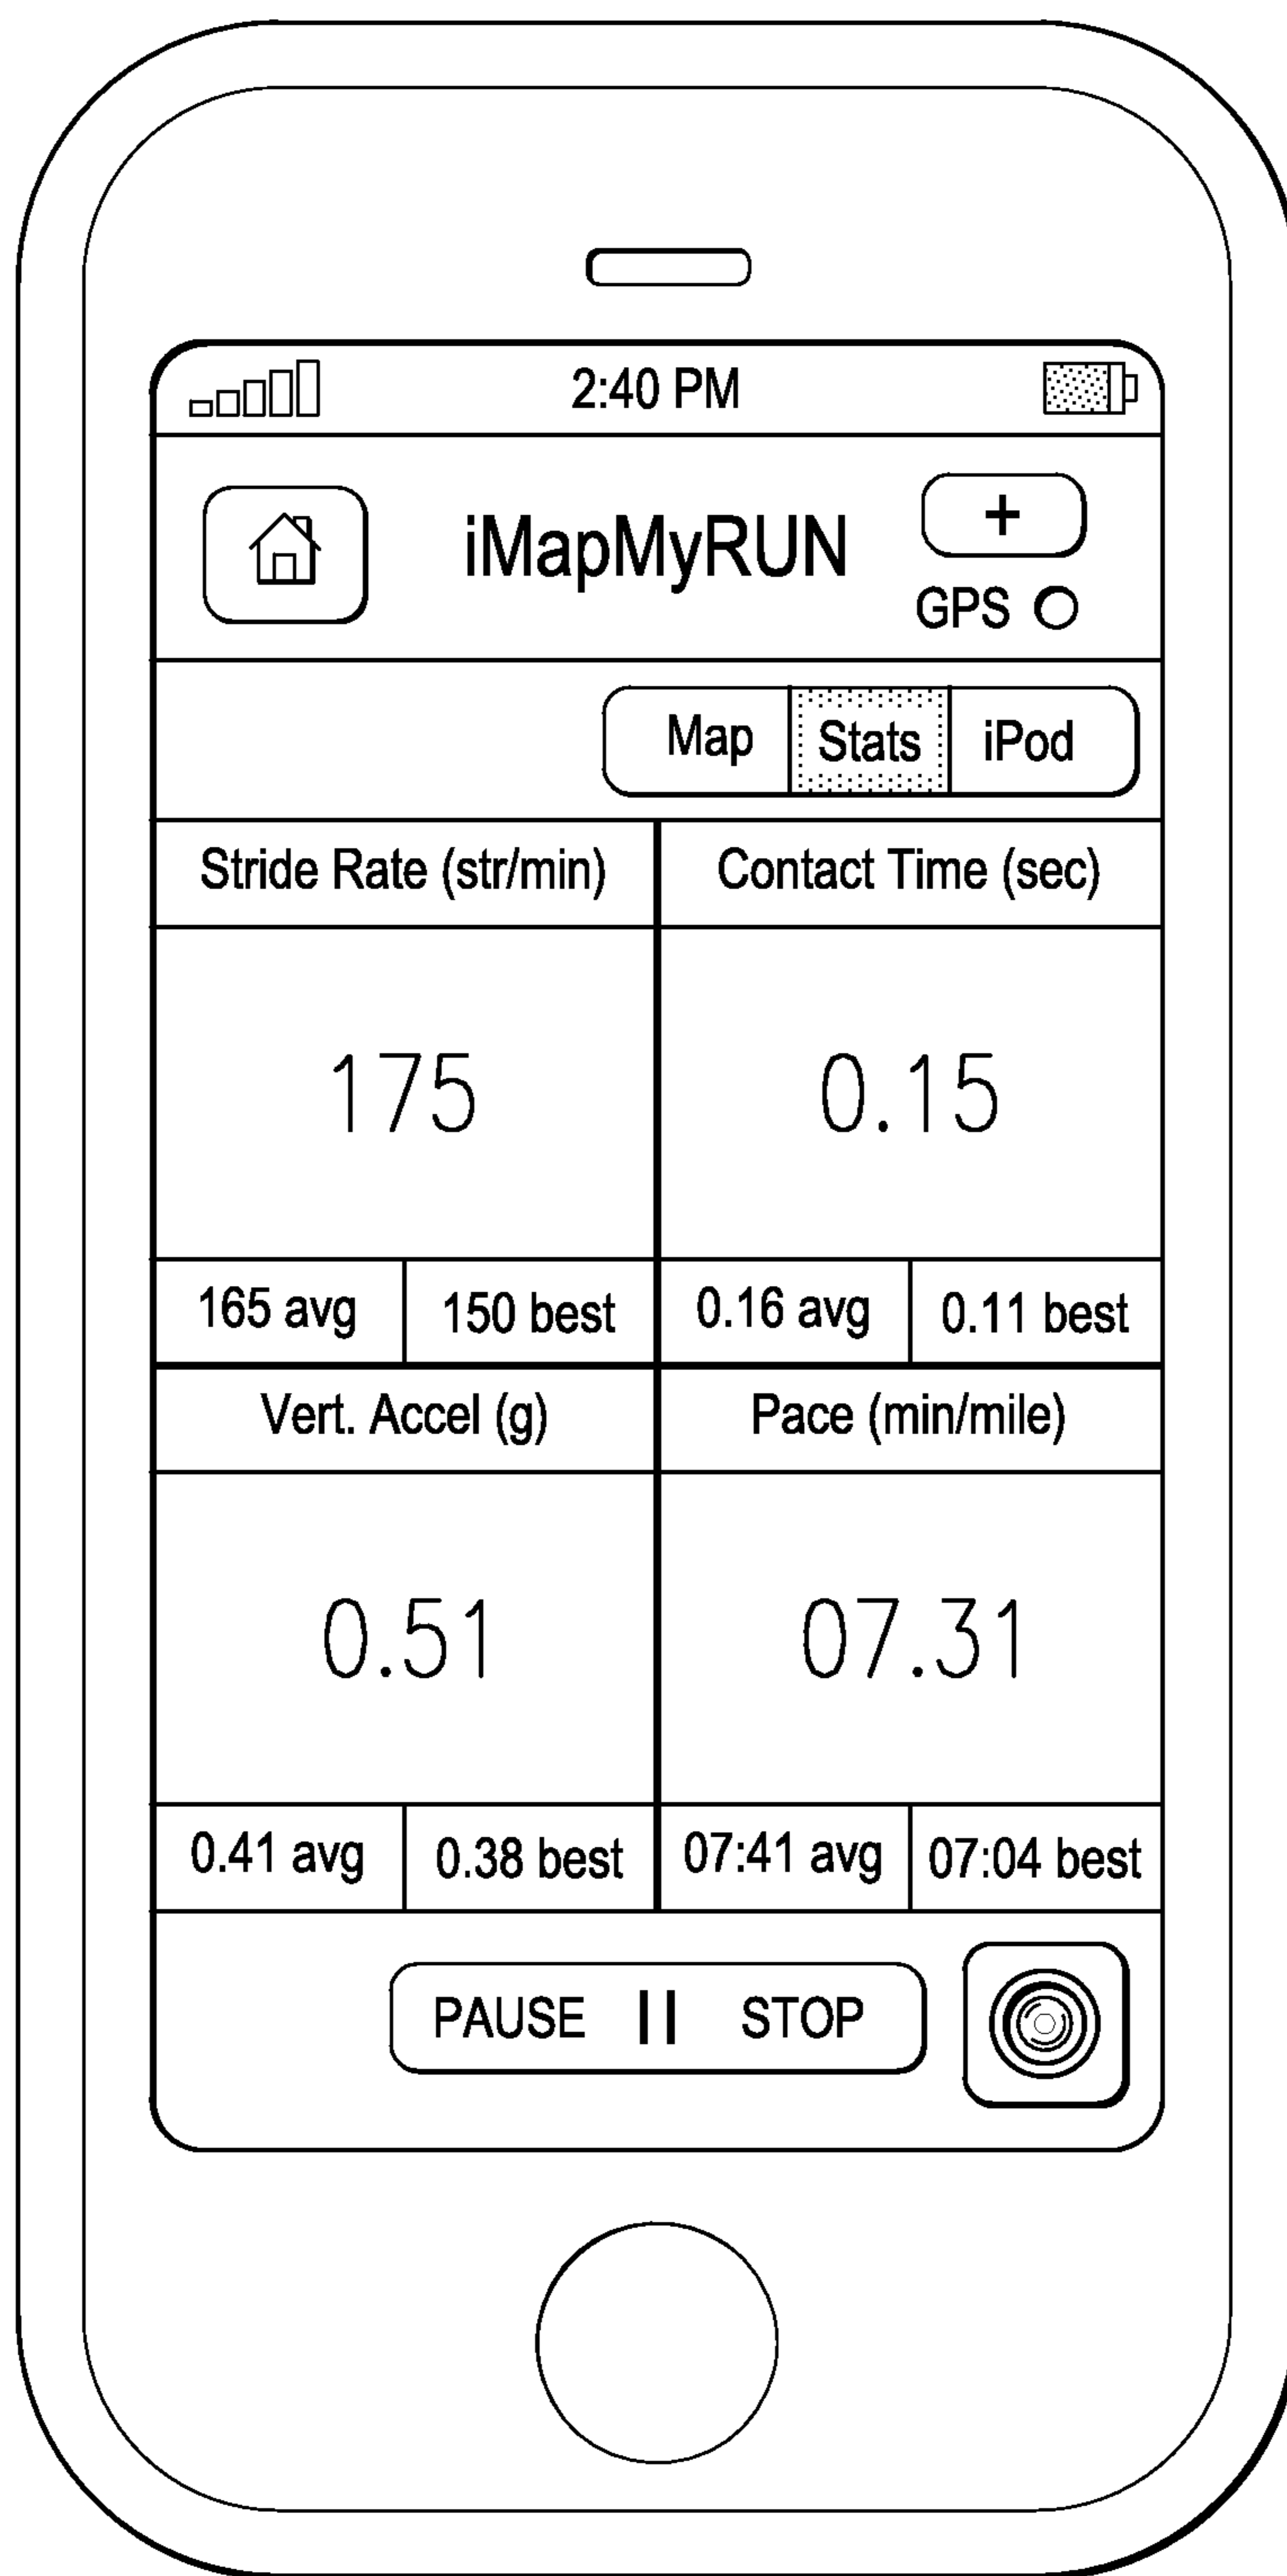 2:40 PM
iMapMyRUN
+
GPS
Map Stats iPod
Stride Rate (str/min) Contact Time (sec)
175 0.15
165 avg 150 best 0.16 avg 0.11 best
Vert. Accel (g) Pace (min/mile)
0.51 07.31
0.41 avg 0.38 best 07:41 avg 07:04 best
PAUSE || STOP